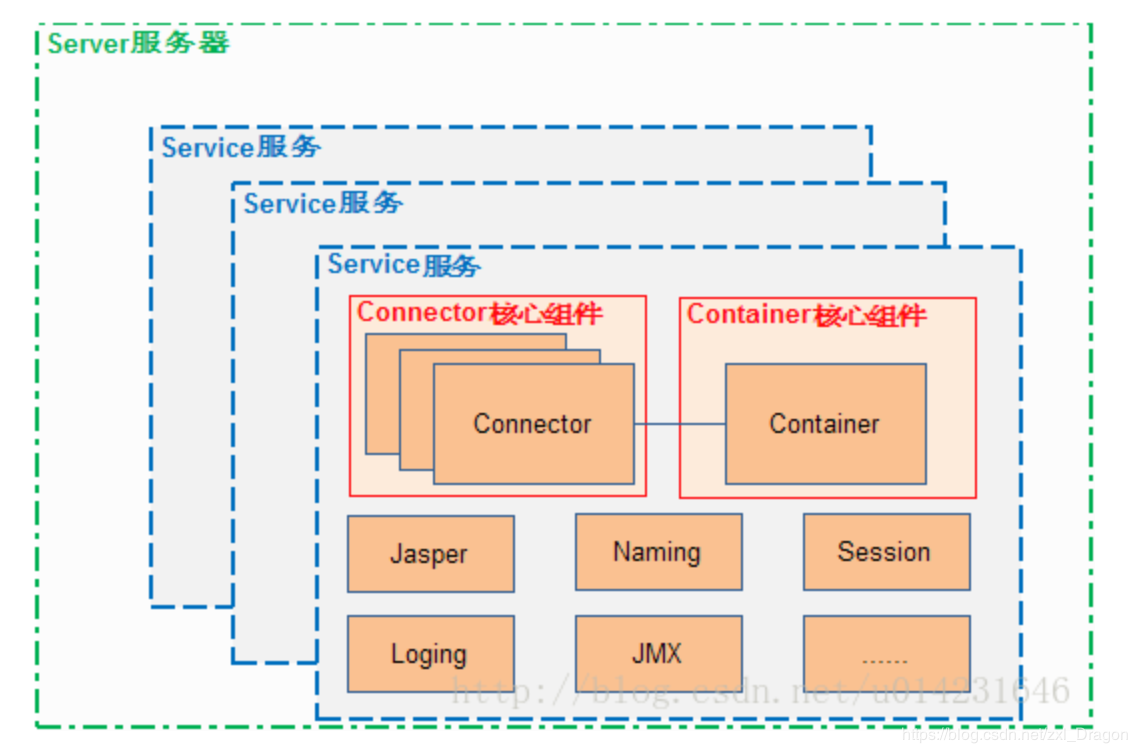 Server服务器
Service服务
Service服务
Service服务
Connector核心组件
Container核心组件
Connector
Container
Jasper
Naming
Session
Loging
JMX
......
http://blog.csdn.net/u014231646
https://blog.csdn.net/zxl_Dragon